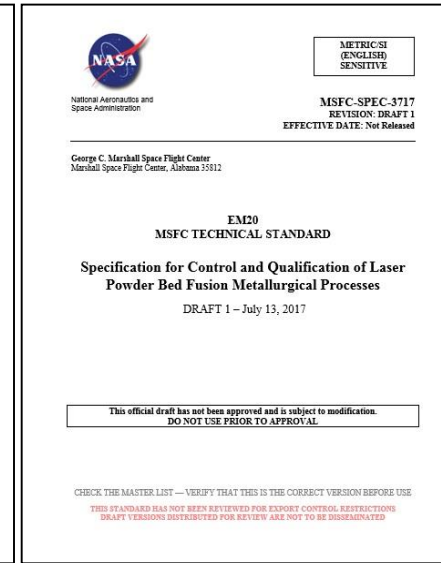 NASA
METRIC/SI
(ENGLISH)
SENSITIVE
National Aeronautics and
Space Administration
MSFC-SPEC-3717
REVISION: DRAFT 1
EFFECTIVE DATE: Not Released
George C. Marshall Space Flight Center
Marshall Space Flight Center, Alabama 35812
EM20
MSFC TECHNICAL STANDARD
Specification for Control and Qualification of Laser
Powder Bed Fusion Metallurgical Processes
DRAFT 1 – July 13, 2017
This official draft has not been approved and is subject to modification.
DO NOT USE PRIOR TO APPROVAL
CHECK THE MASTER LIST — VERIFY THAT THIS IS THE CORRECT VERSION BEFORE USE
THIS STANDARD HAS NOT BEEN REVIEWED FOR EXPORT CONTROL RESTRICTIONS
DRAFT VERSIONS DISTRIBUTED FOR REVIEW ARE NOT TO BE DISSEMINATED